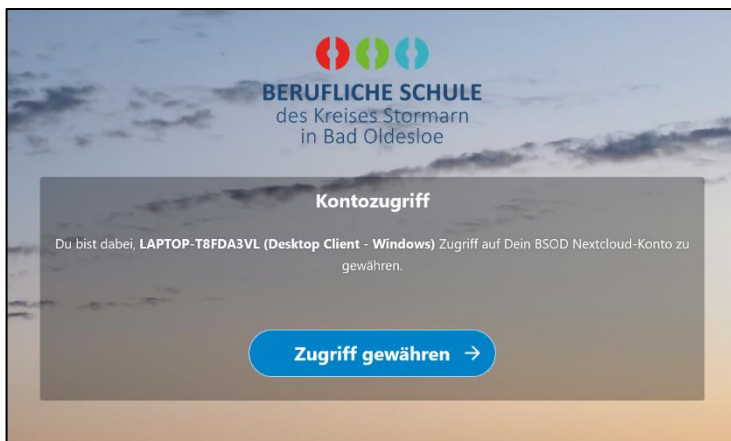 BERUFLICHE SCHULE
des Kreises Stormarn
in Bad Oldesloe
Kontozugriff
Du bist dabei, LAPTOP-T8FDA3VL (Desktop Client - Windows) Zugriff auf Dein BSOD Nextcloud-Konto zu
gewähren.
Zugriff gewähren →